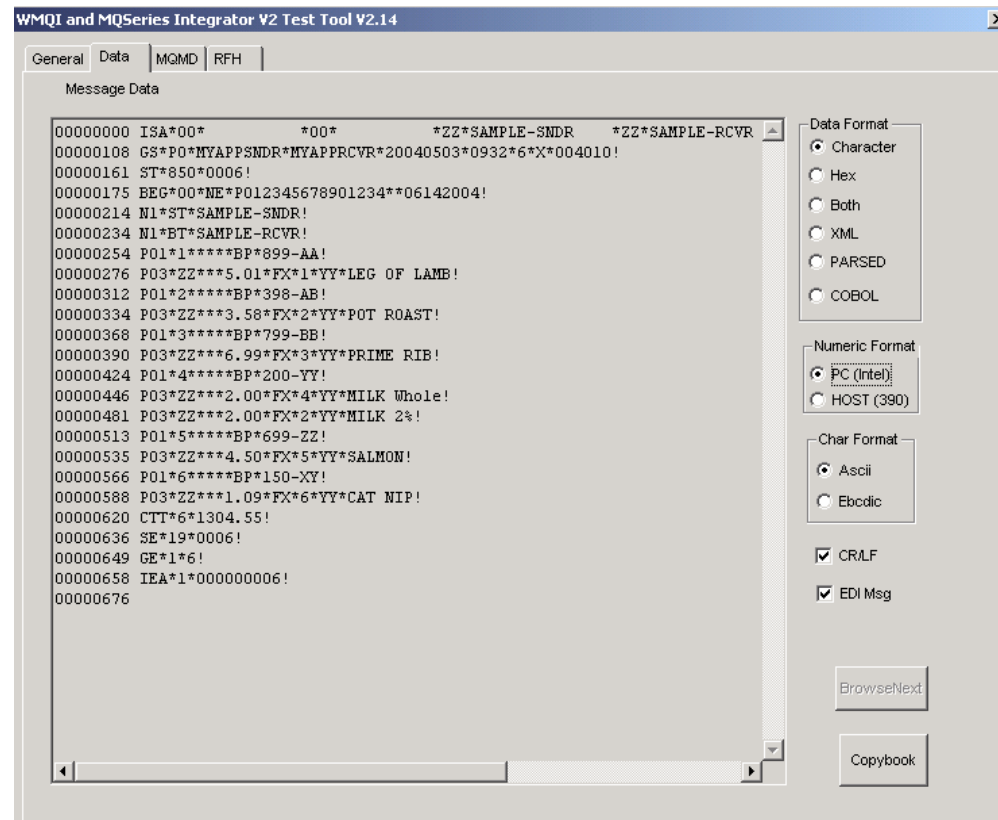 WMQI and MQSeries Integrator V2 Test Tool V2.14
General Data MQMD RFH
Message Data
00000000 ISA*00*          *00*          *ZZ*SAMPLE-SNDR    *ZZ*SAMPLE-RCVR
00000108 GS*PO*MYAPPSNDR*MYAPPRCVR*20040503*0932*6*X*004010!
00000161 ST*850*0006!
00000175 BEG*00*NE*P012345678901234**06142004!
00000214 N1*ST*SAMPLE-SNDR!
00000234 N1*BT*SAMPLE-RCVR!
00000254 PO1*1*****BP*899-AA!
00000276 PO3*ZZ***5.01*FX*1*YY*LEG OF LAMB!
00000312 PO1*2*****BP*398-AB!
00000334 PO3*ZZ***3.58*FX*2*YY*POT ROAST!
00000368 PO1*3*****BP*799-BB!
00000390 PO3*ZZ***6.99*FX*3*YY*PRIME RIB!
00000424 PO1*4*****BP*200-YY!
00000446 PO3*ZZ***2.00*FX*4*YY*MILK Whole!
00000481 PO3*ZZ***2.00*FX*2*YY*MILK 2%!
00000513 PO1*5*****BP*699-ZZ!
00000535 PO3*ZZ***4.50*FX*5*YY*SALMON!
00000566 PO1*6*****BP*150-XY!
00000588 PO3*ZZ***1.09*FX*6*YY*CAT NIP!
00000620 CTT*6*1304.55!
00000636 SE*19*0006!
00000649 GE*1*6!
00000658 IEA*1*000000006!
00000676
Data Format
Character
Hex
Both
XML
PARSED
COBOL
Numeric Format
PC (Intel)
HOST (390)
Char Format
Ascii
Ebcdic
CR/LF
EDI Msg
BrowseNext
Copybook